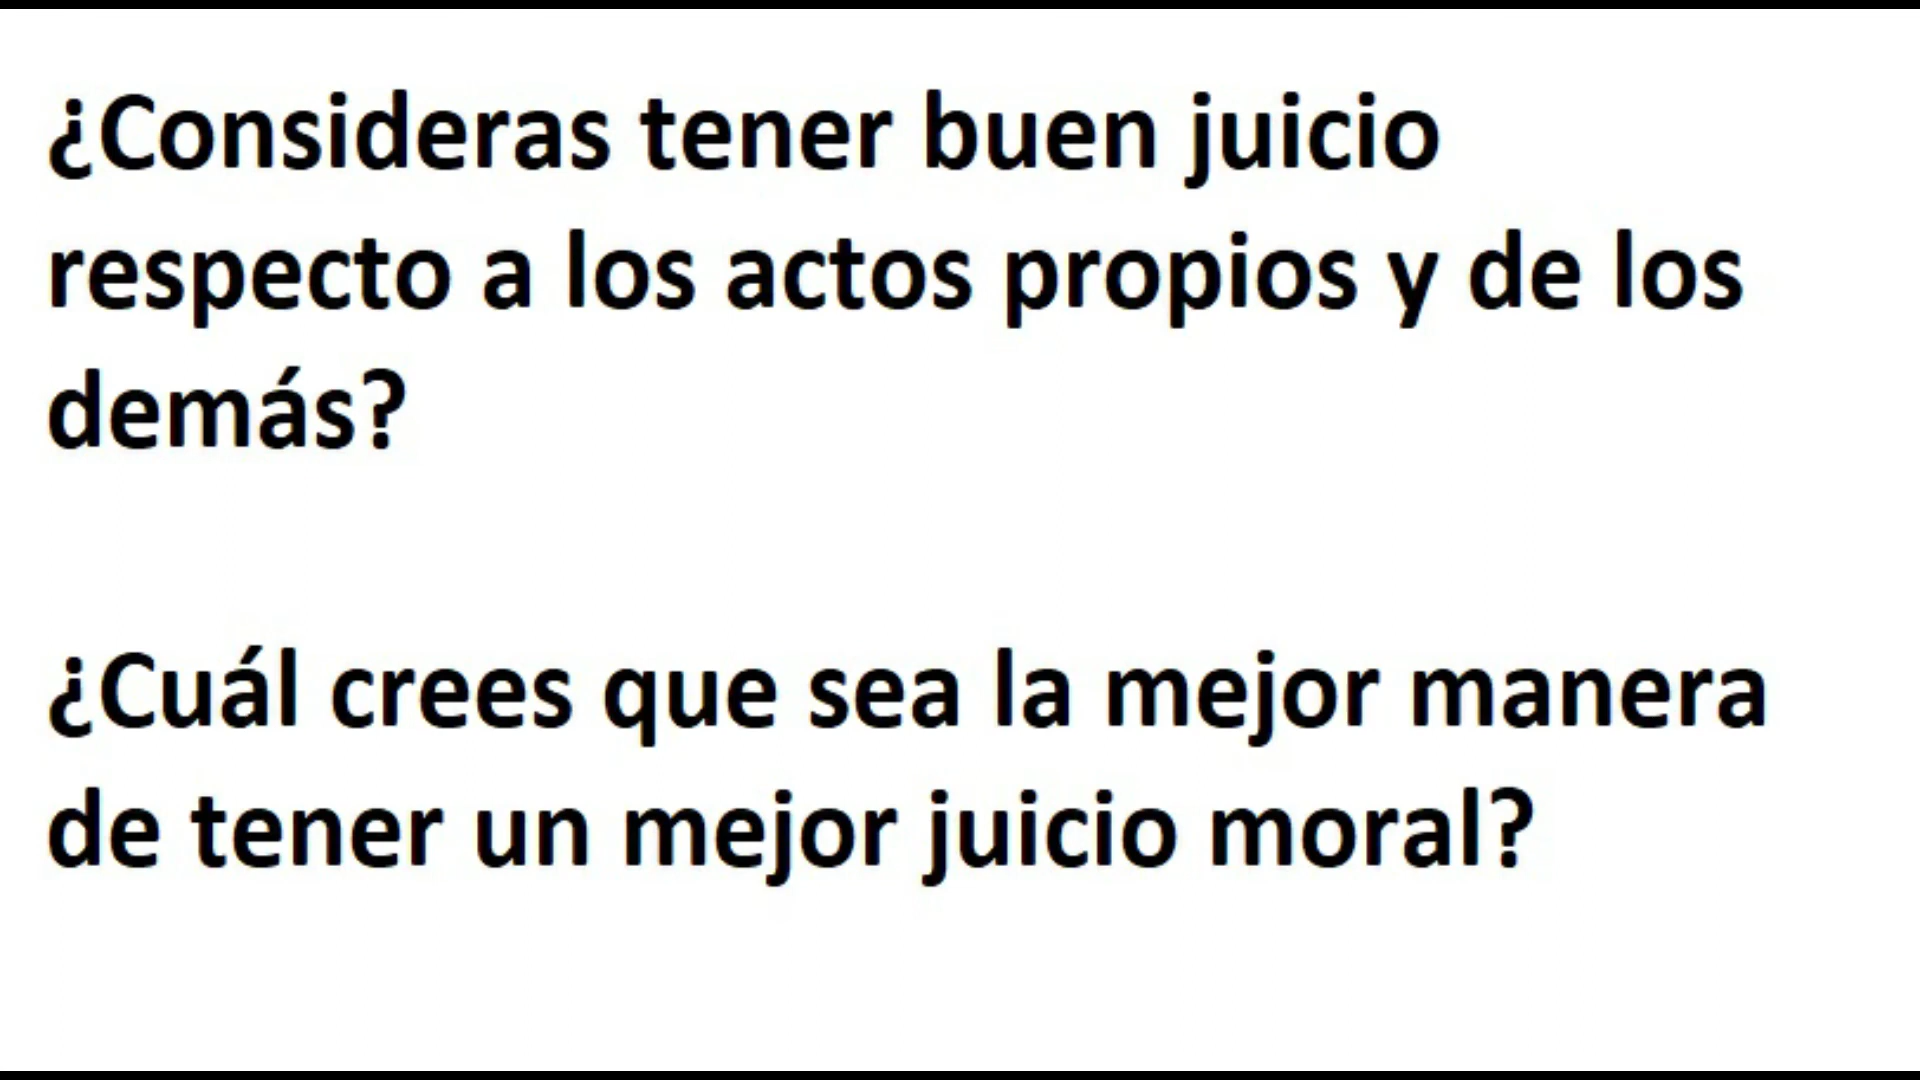 ¿Consideras tener buen juicio
respecto a los actos propios y de los
demás?
¿Cuál crees que sea la mejor manera
de tener un mejor juicio moral?